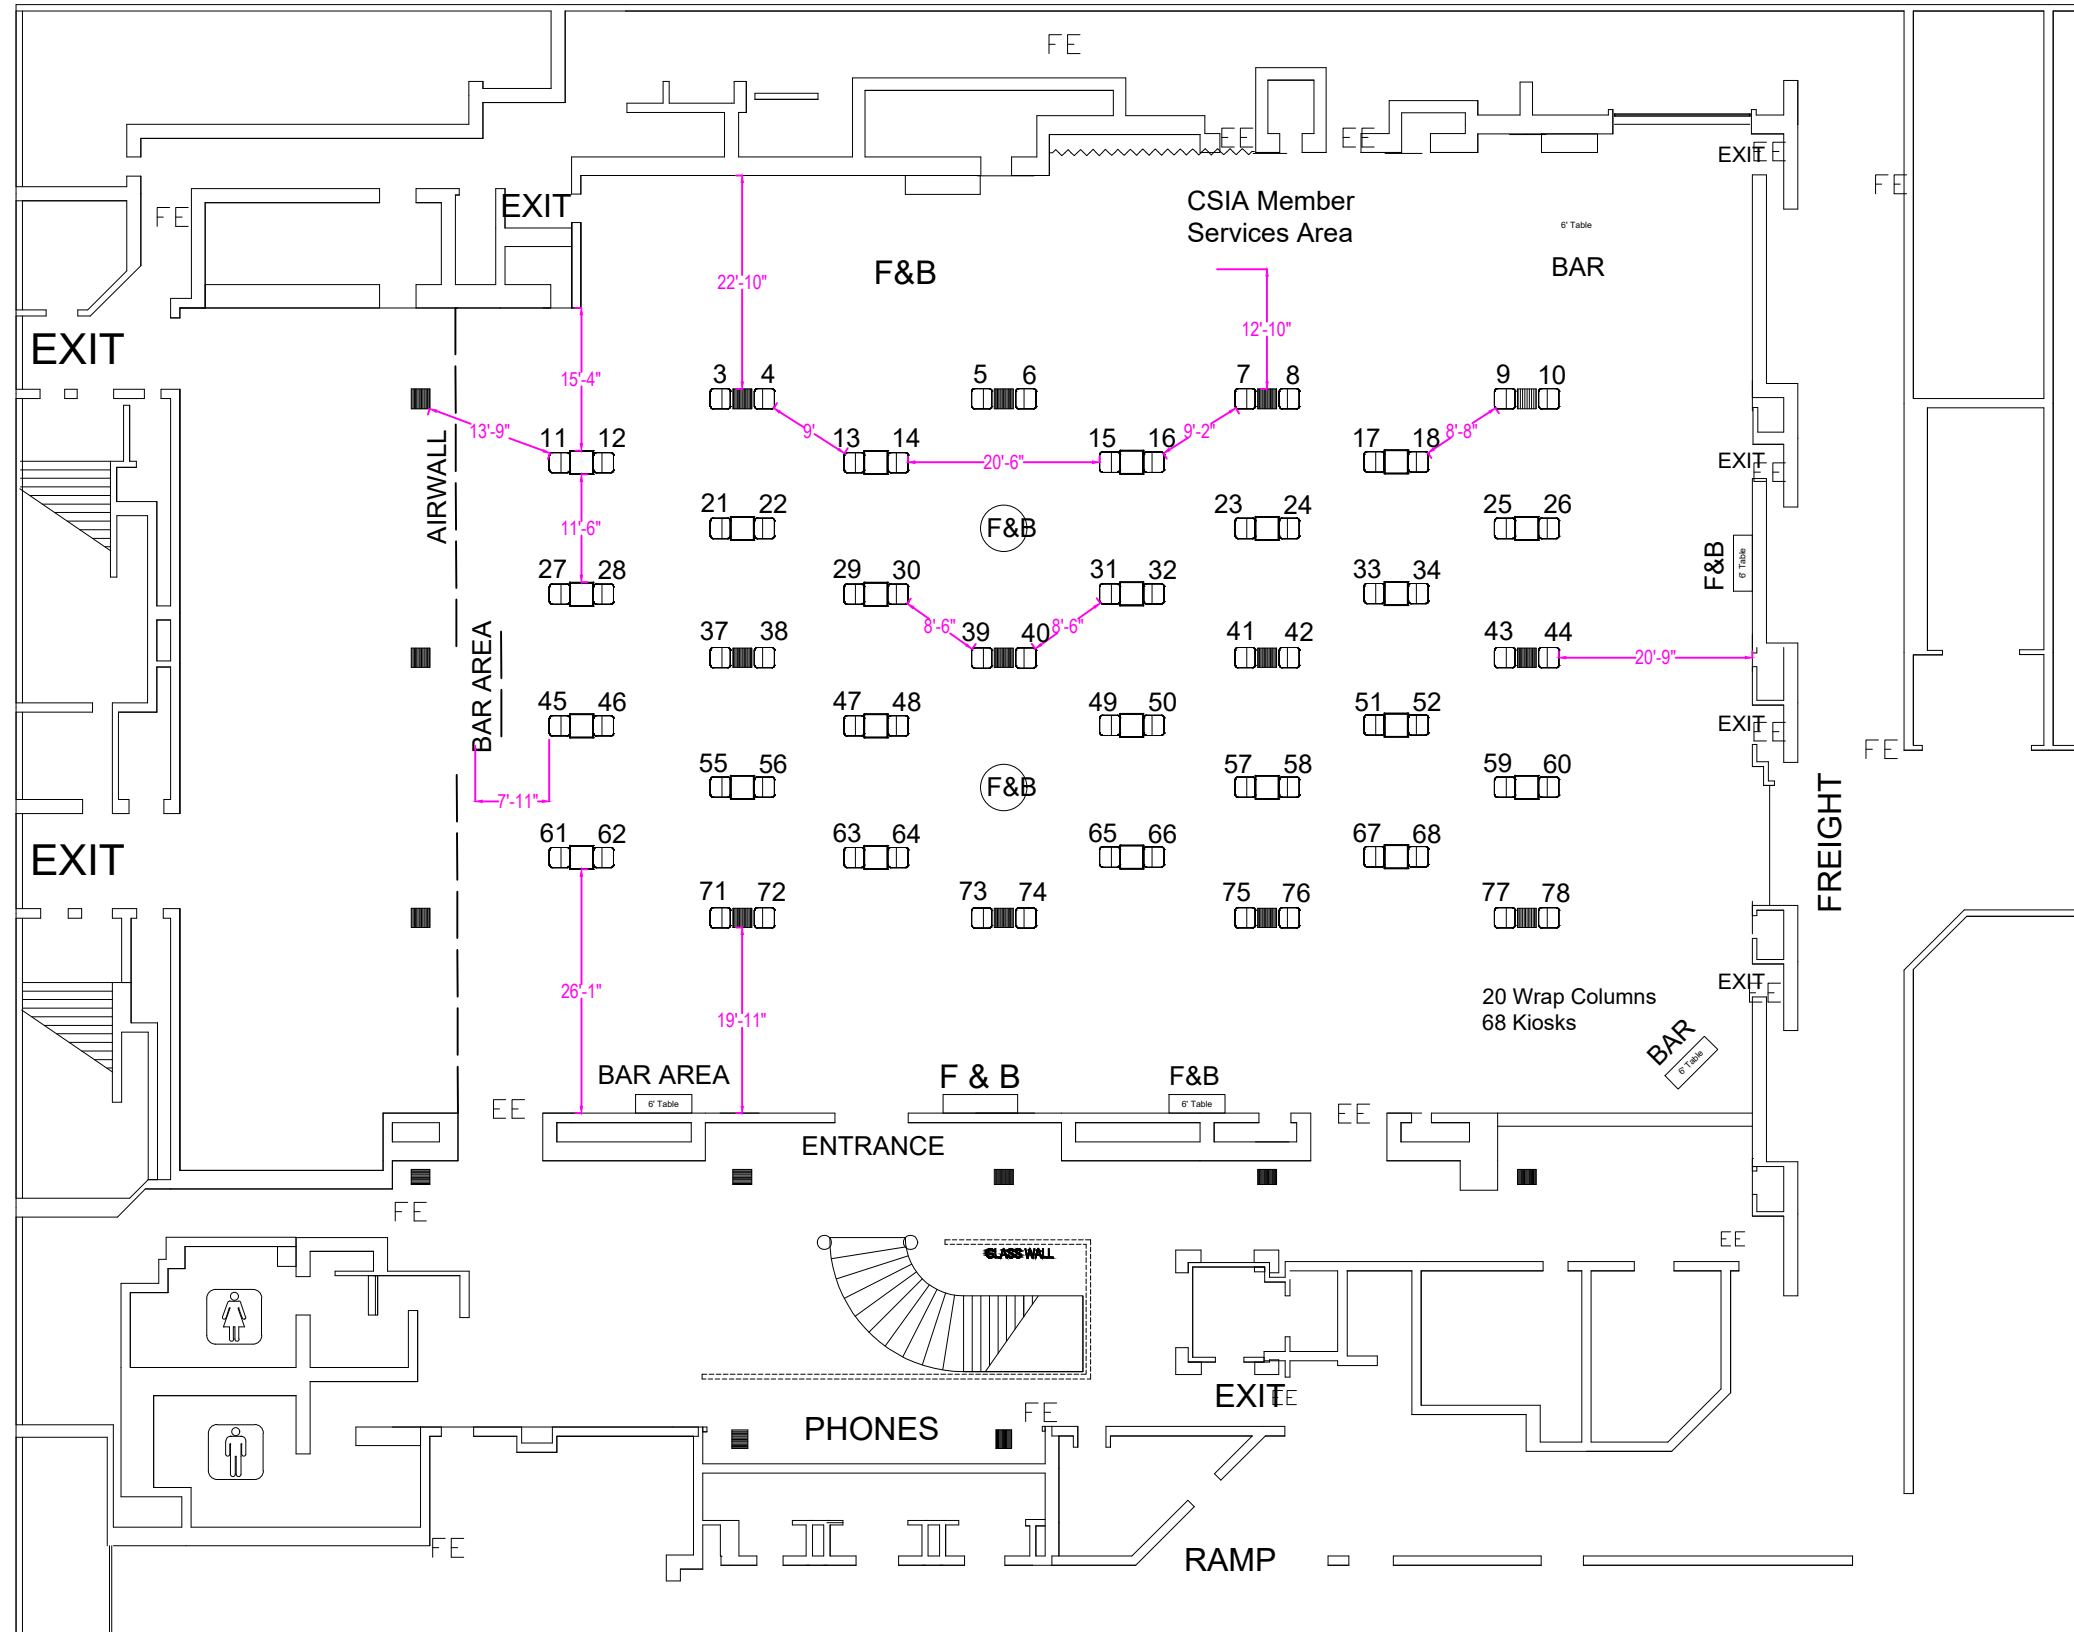 FE
EE
EE
EXIT
EE
FE
FE
EXIT
CSIA Member
Services Area
6' Table
BAR
F&B
22'-10"
12'-10"
EXIT
15'-4"
3 4 5 6 7 8 9 10
13'-9"
9'
9'-2"
8'-8"
11 12 13 14 15 16 17 18
20'-6"
EXIT
EE
AIRWALL
11'-6"
21 22 F&B 23 24 25 26
F&B
6' Table
27 28 29 30 31 32 33 34
8'-6"
8'-6"
BAR AREA
37 38 39 40 41 42 43 44
20'-9"
45 46 47 48 49 50 51 52
EXIT
EE
FE
7'-11"
55 56 F&B 57 58 59 60
FREIGHT
EXIT
61 62 63 64 65 66 67 68
71 72 73 74 75 76 77 78
26'-1"
19'-11"
EXIT
EE
20 Wrap Columns
68 Kiosks
BAR
6' Table
BAR AREA
F & B
F&B
6' Table
6' Table
EE
EE
ENTRANCE
FE
EE
GLASS WALL
EXIT
EE
FE
PHONES
FE
RAMP